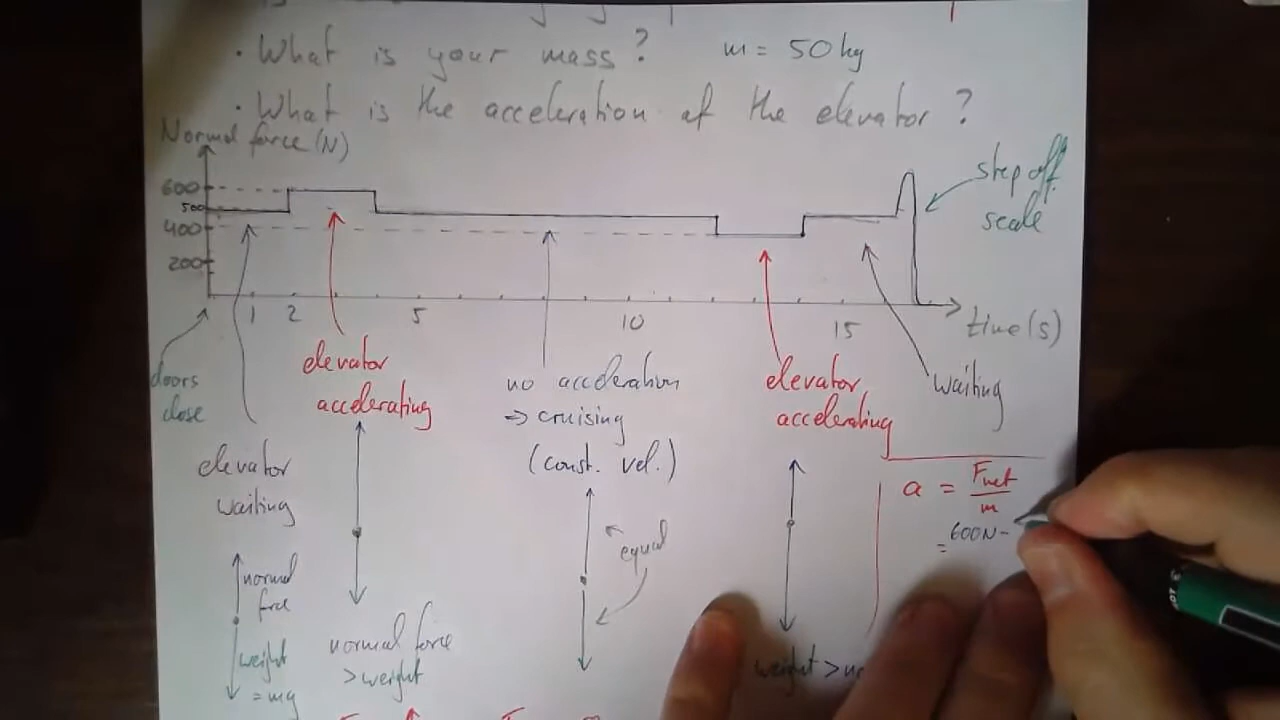 • What is your mass? m = 50 kg
• What is the acceleration of the elevator?
Normal force (N)
600
500
400
200
1 2 5 10 15
time (s)
step off
scale
doors
close
elevator
accelerating
no acceleration
⇒ cruising
(const. vel.)
elevator
accelerating
waiting
elevator
waiting
equal
a = Fnet
m
= 600N -
normal
force
weight
= mg
normal force
> weight
weight >